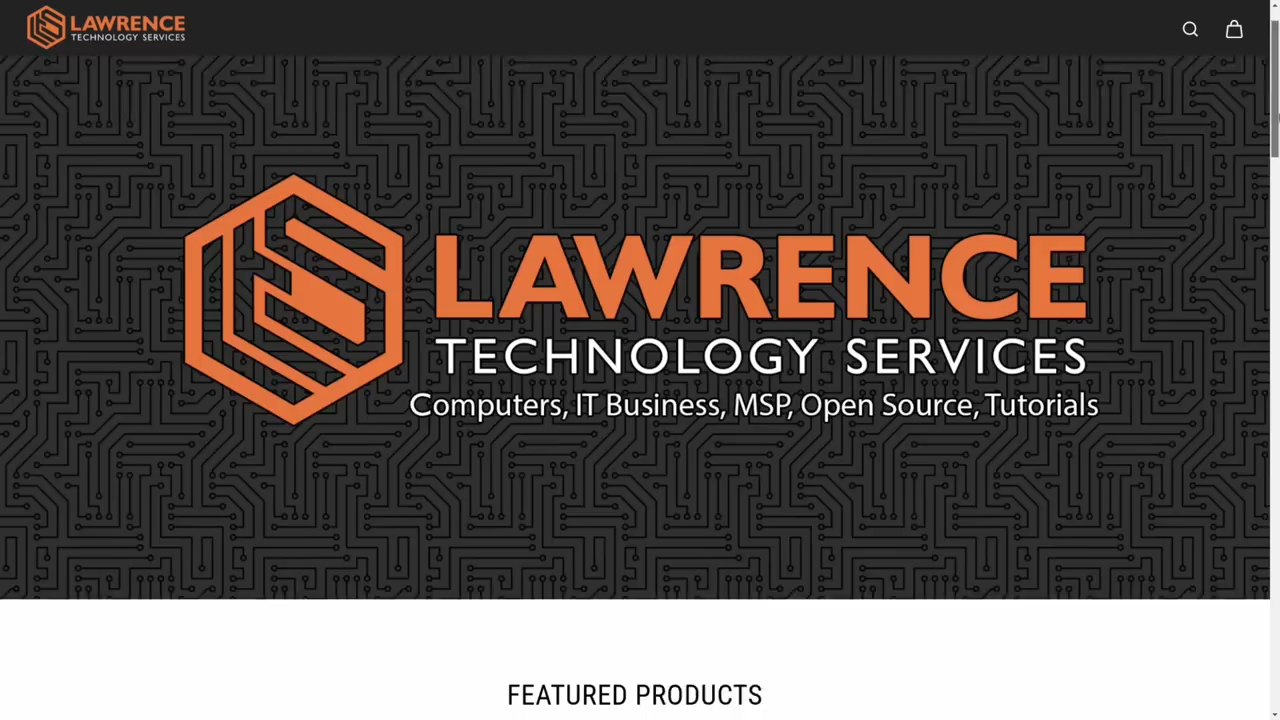 LAWRENCE
TECHNOLOGY SERVICES
LAWRENCE
TECHNOLOGY SERVICES
Computers, IT Business, MSP, Open Source, Tutorials
FEATURED PRODUCTS